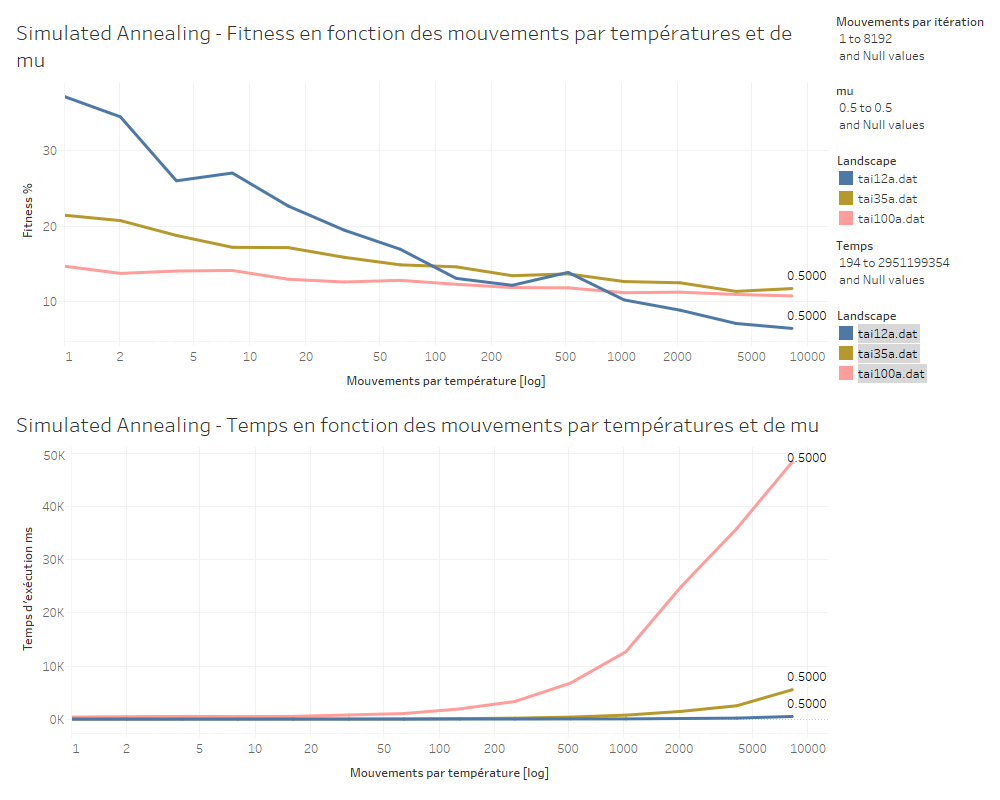 Simulated Annealing - Fitness en fonction des mouvements par températures et de
mu
30
20
10
Fitness %
0.5000
0.5000
1 2 5 10 20 50 100 200 500 1000 2000 5000 10000
Mouvements par température [log]
Mouvements par itération
1 to 8192
and Null values
mu
0.5 to 0.5
and Null values
Landscape
tai12a.dat
tai35a.dat
tai100a.dat
Temps
194 to 2951199354
and Null values
Landscape
tai12a.dat
tai35a.dat
tai100a.dat
Simulated Annealing - Temps en fonction des mouvements par températures et de mu
50K
40K
30K
20K
10K
0K
Temps d'exécution ms
0.5000
0.5000
0.5000
1 2 5 10 20 50 100 200 500 1000 2000 5000 10000
Mouvements par température [log]